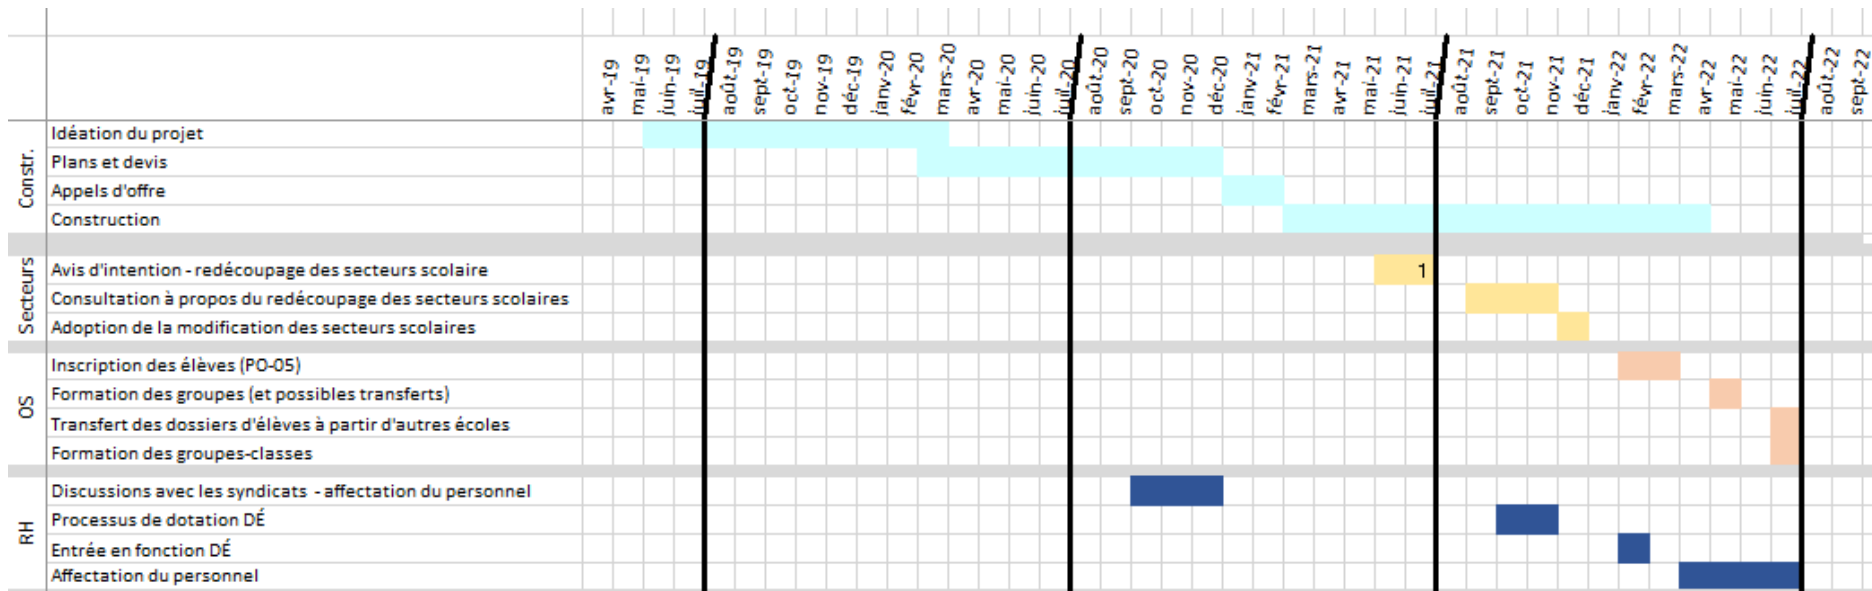 avr-19 mai-19 juin-19 juil-19 août-19 sept-19 oct-19 nov-19 déc-19 janv-20 févr-20 mars-20 avr-20 mai-20 juin-20 juil-20 août-20 sept-20 oct-20 nov-20 déc-20 janv-21 févr-21 mars-21 avr-21 mai-21 juin-21 juil-21 août-21 sept-21 oct-21 nov-21 déc-21 janv-22 févr-22 mars-22 avr-22 mai-22 juin-22 juil-22 août-22 sept-22
Constr.
Idéation du projet
Plans et devis
Appels d'offre
Construction
Secteurs
Avis d'intention - redécoupage des secteurs scolaire 1
Consultation à propos du redécoupage des secteurs scolaires
Adoption de la modification des secteurs scolaires
OS
Inscription des élèves (PO-05)
Formation des groupes (et possibles transferts)
Transfert des dossiers d'élèves à partir d'autres écoles
Formation des groupes-classes
RH
Discussions avec les syndicats - affectation du personnel
Processus de dotation DÉ
Entrée en fonction DÉ
Affectation du personnel